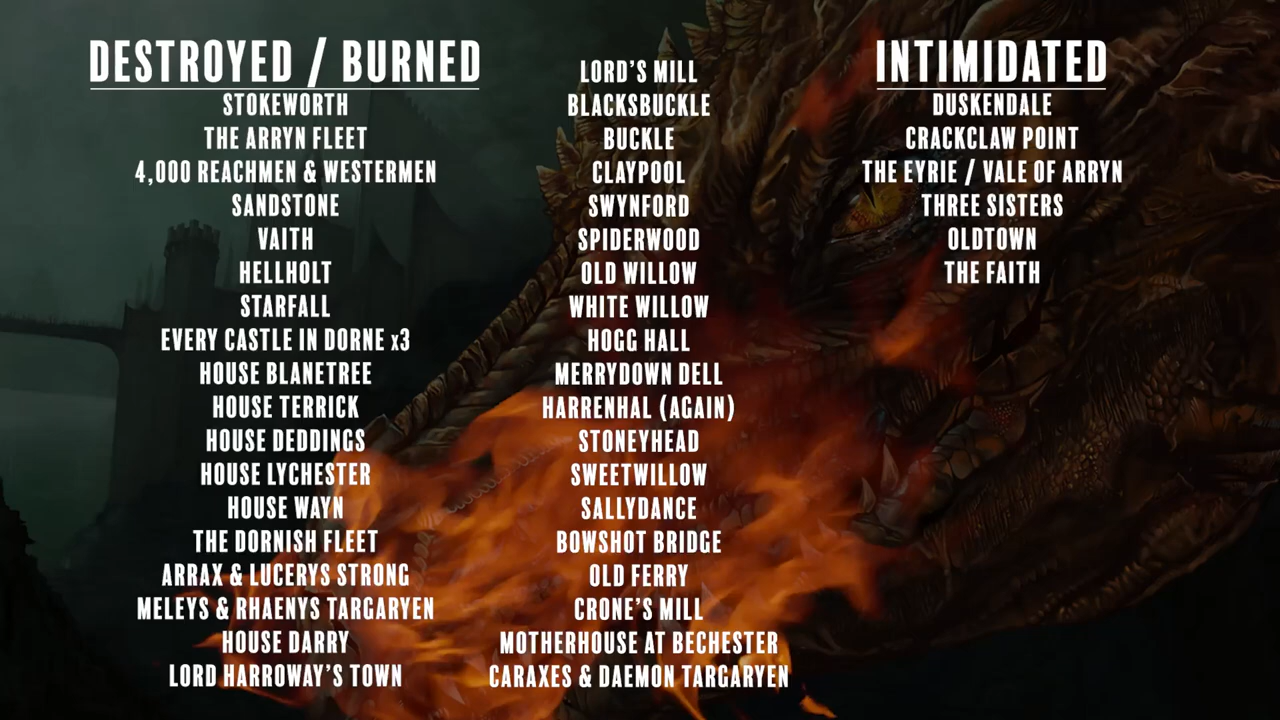 DESTROYED / BURNED
STOKEWORTH
THE ARRYN FLEET
4,000 REACHMEN & WESTERMEN
SANDSTONE
VAITH
HELLHOLT
STARFALL
EVERY CASTLE IN DORNE x3
HOUSE BLANETREE
HOUSE TERRICK
HOUSE DEDDINGS
HOUSE LYCHESTER
HOUSE WAYN
THE DORNISH FLEET
ARRAX & LUCERYS STRONG
MELEYS & RHAENYS TARGARYEN
HOUSE DARRY
LORD HARROWAY'S TOWN
LORD'S MILL
BLACKSBUCKLE
BUCKLE
CLAYPOOL
SWYNFORD
SPIDERWOOD
OLD WILLOW
WHITE WILLOW
HOGG HALL
MERRYDOWN DELL
HARRENHAL (AGAIN)
STONEYHEAD
SWEETWILLOW
SALLYDANCE
BOWSHOT BRIDGE
OLD FERRY
CRONE'S MILL
MOTHERHOUSE AT BECHESTER
CARAXES & DAEMON TARGARYEN
INTIMIDATED
DUSKENDALE
CRACKCLAW POINT
THE EYRIE / VALE OF ARRYN
THREE SISTERS
OLDTOWN
THE FAITH